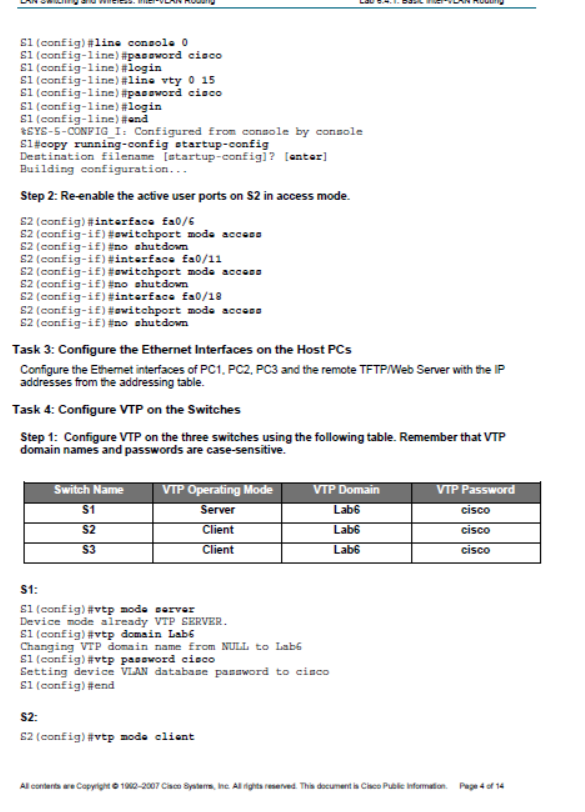 LAN Switching and Wireless: Inter-VLAN Routing Lab 6.4.1: Basic Inter-VLAN Routing
S1(config)#line console 0
S1(config-line)#password cisco
S1(config-line)#login
S1(config-line)#line vty 0 15
S1(config-line)#password cisco
S1(config-line)#login
S1(config-line)#end
%SYS-5-CONFIG_I: Configured from console by console
S1#copy running-config startup-config
Destination filename [startup-config]? [enter]
Building configuration...
Step 2: Re-enable the active user ports on S2 in access mode.
S2(config)#interface fa0/6
S2(config-if)#switchport mode access
S2(config-if)#no shutdown
S2(config-if)#interface fa0/11
S2(config-if)#switchport mode access
S2(config-if)#no shutdown
S2(config-if)#interface fa0/18
S2(config-if)#switchport mode access
S2(config-if)#no shutdown
Task 3: Configure the Ethernet Interfaces on the Host PCs
Configure the Ethernet interfaces of PC1, PC2, PC3 and the remote TFTP/Web Server with the IP
addresses from the addressing table.
Task 4: Configure VTP on the Switches
Step 1: Configure VTP on the three switches using the following table. Remember that VTP
domain names and passwords are case-sensitive.
Switch Name VTP Operating Mode VTP Domain VTP Password
S1 Server Lab6 cisco
S2 Client Lab6 cisco
S3 Client Lab6 cisco
S1:
S1(config)#vtp mode server
Device mode already VTP SERVER.
S1(config)#vtp domain Lab6
Changing VTP domain name from NULL to Lab6
S1(config)#vtp password cisco
Setting device VLAN database password to cisco
S1(config)#end
S2:
S2(config)#vtp mode client
All contents are Copyright © 1992–2007 Cisco Systems, Inc. All rights reserved. This document is Cisco Public Information. Page 4 of 14